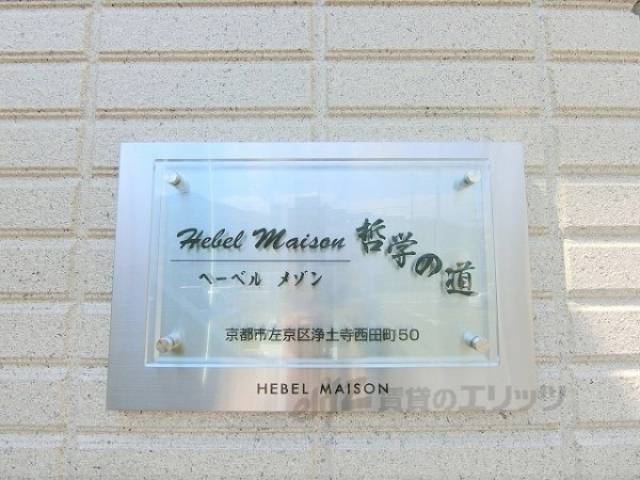 Hebel Maison 哲学の道
ヘーベル メゾン
京都市左京区浄土寺西田町50
HEBEL MAISON
賃貸のエリッツ